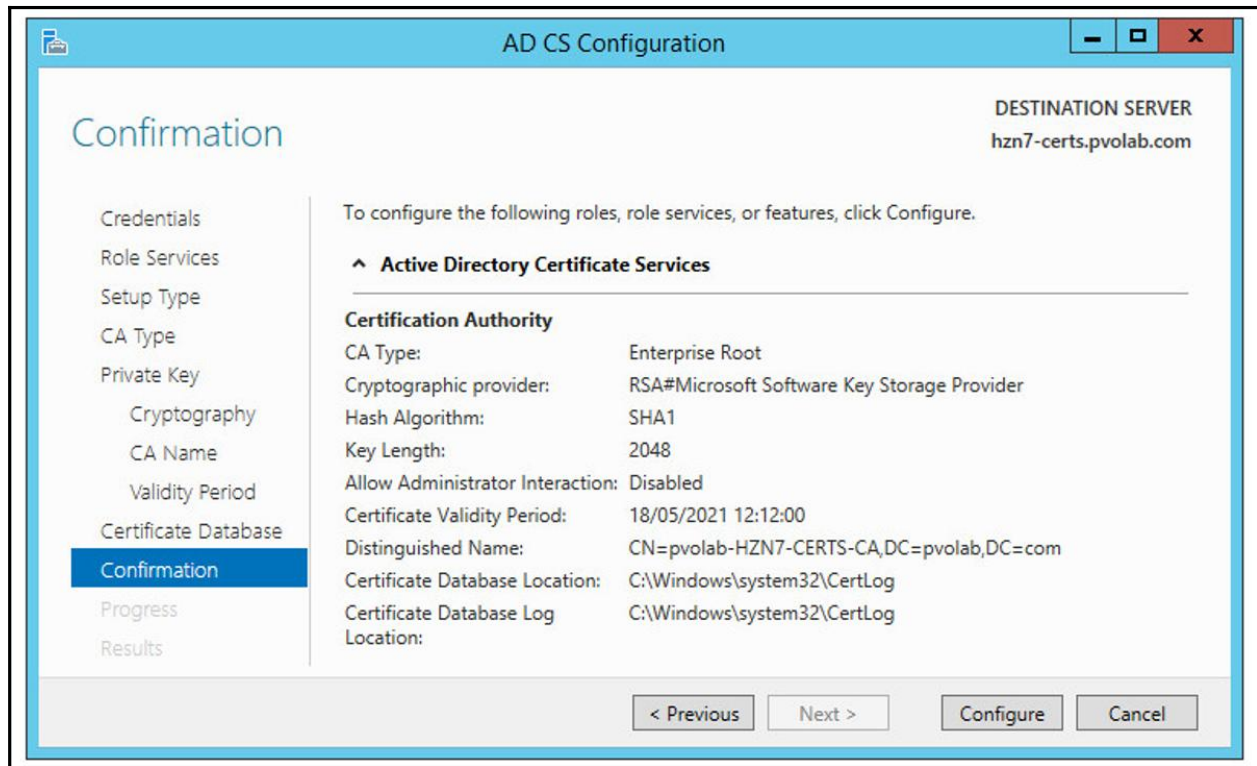 AD CS Configuration
Confirmation
DESTINATION SERVER
hzn7-certs.pvolab.com
Credentials
Role Services
Setup Type
CA Type
Private Key
Cryptography
CA Name
Validity Period
Certificate Database
Confirmation
Progress
Results
To configure the following roles, role services, or features, click Configure.
Active Directory Certificate Services
Certification Authority
CA Type: Enterprise Root
Cryptographic provider: RSA#Microsoft Software Key Storage Provider
Hash Algorithm: SHA1
Key Length: 2048
Allow Administrator Interaction: Disabled
Certificate Validity Period: 18/05/2021 12:12:00
Distinguished Name: CN=pvolab-HZN7-CERTS-CA,DC=pvolab,DC=com
Certificate Database Location: C:\Windows\system32\CertLog
Certificate Database Log C:\Windows\system32\CertLog
Location:
< Previous Next > Configure Cancel